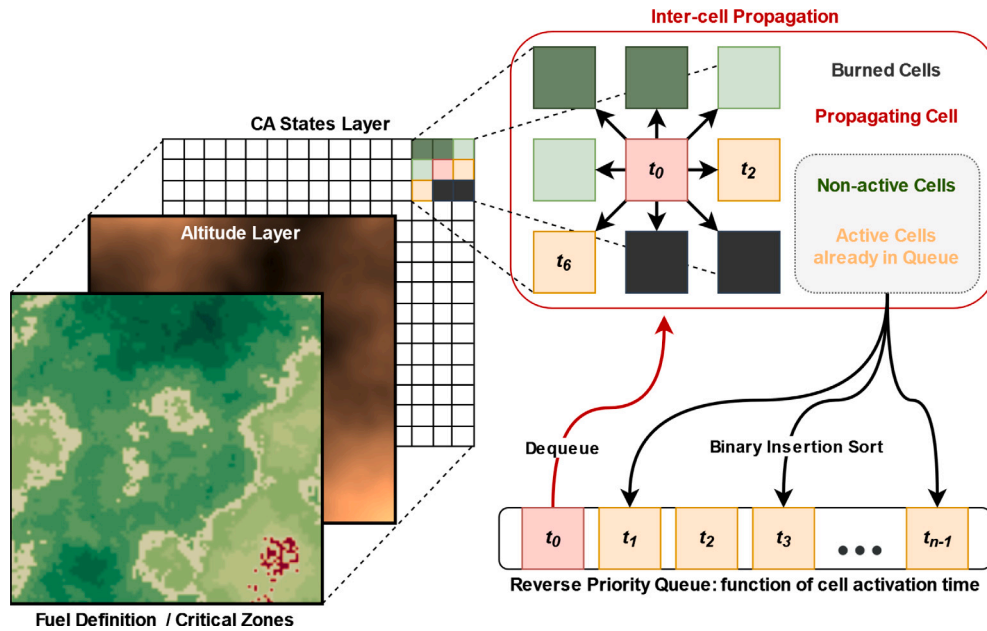 Inter-cell Propagation
Burned Cells
CA States Layer
Propagating Cell
t0
t2
Non-active Cells
Altitude Layer
Active Cells
already in Queue
t6
Dequeue
Binary Insertion Sort
t0
t1
t2
t3
tn-1
Reverse Priority Queue: function of cell activation time
Fuel Definition / Critical Zones